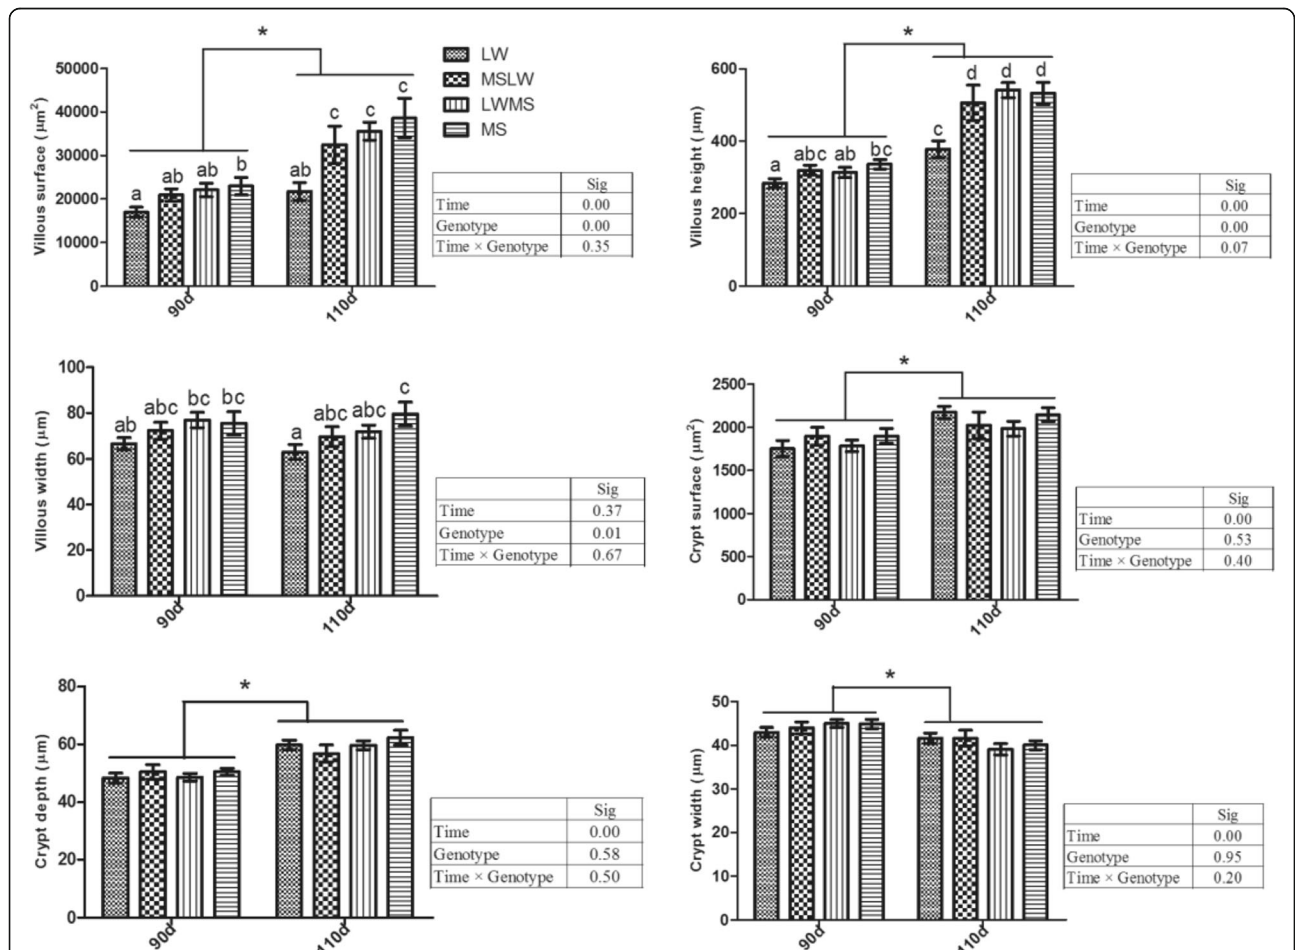 *
50000
40000
30000
20000
10000
0
Villous surface (μm²)
a ab ab b
ab c c c
90d
110d
LW
MSLW
LWMS
MS
Sig
Time 0.00
Genotype 0.00
Time × Genotype 0.35
*
600
400
200
0
Villous height (μm)
a abc ab bc
c d d d
90d
110d
Sig
Time 0.00
Genotype 0.00
Time × Genotype 0.07
100
80
60
40
20
0
Villous width (μm)
ab abc bc bc
a abc abc c
90d
110d
Sig
Time 0.37
Genotype 0.01
Time × Genotype 0.67
*
2500
2000
1500
1000
500
0
Crypt surface (μm²)
90d
110d
Sig
Time 0.00
Genotype 0.53
Time × Genotype 0.40
*
80
60
40
20
0
Crypt depth (μm)
90d
110d
Sig
Time 0.00
Genotype 0.58
Time × Genotype 0.50
*
50
40
30
20
10
0
Crypt width (μm)
90d
110d
Sig
Time 0.00
Genotype 0.95
Time × Genotype 0.20